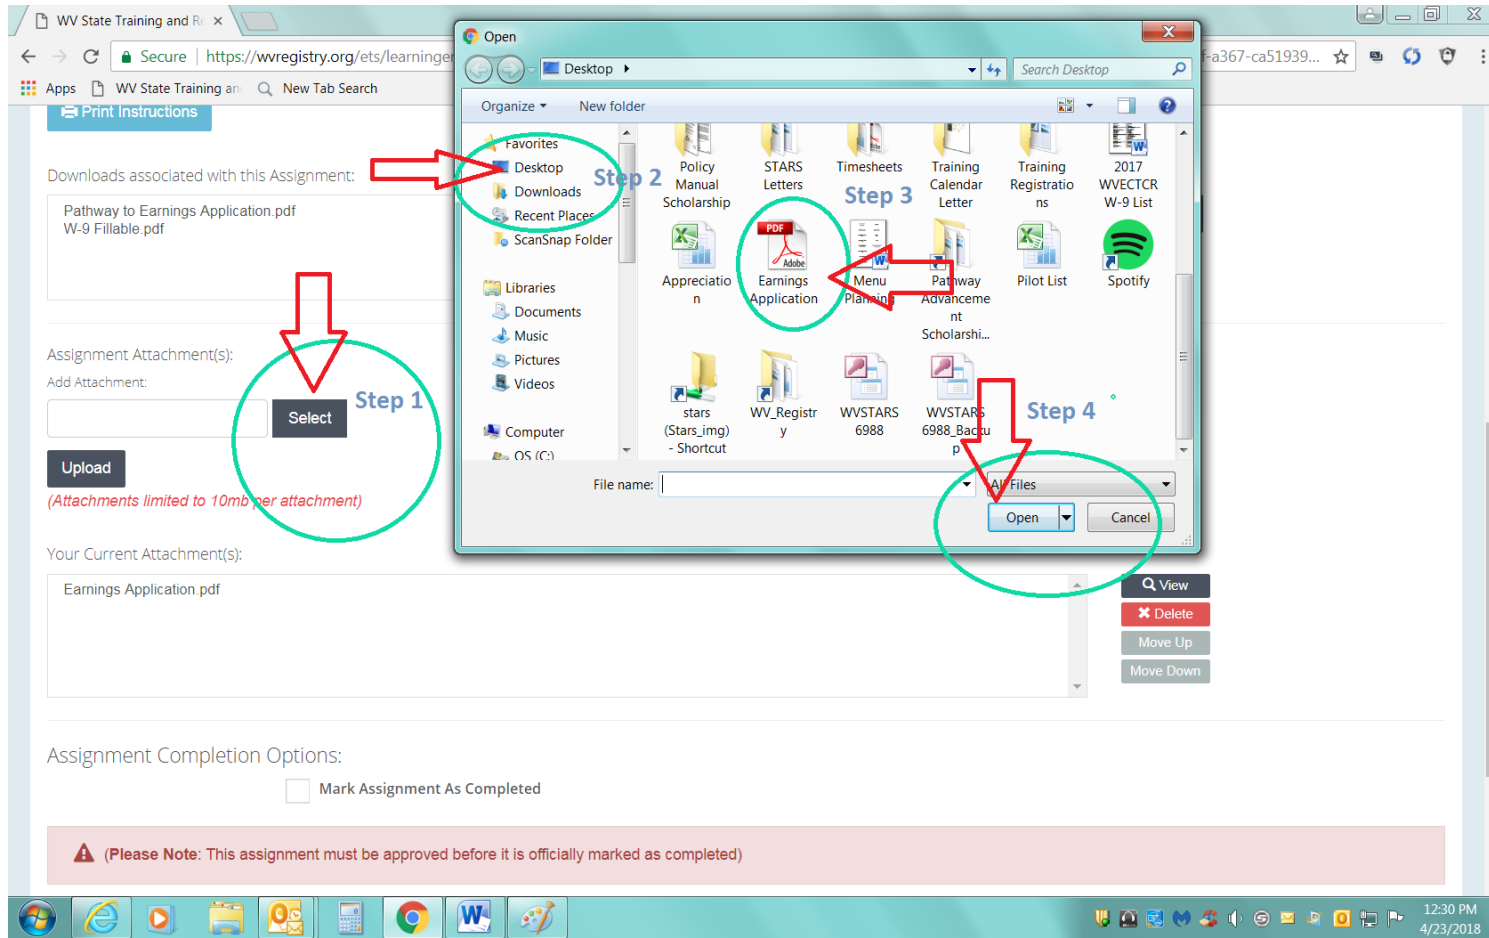 WV State Training and Re
Secure | https://wvregistry.org/ets/learninger
f-a367-ca51939...
Apps WV State Training an New Tab Search
Print Instructions
Downloads associated with this Assignment:
Pathway to Earnings Application.pdf
W-9 Fillable.pdf
Assignment Attachment(s):
Add Attachment:
Select
Step 1
Upload
(Attachments limited to 10mb per attachment)
Your Current Attachment(s):
Earnings Application.pdf
View
Delete
Move Up
Move Down
Assignment Completion Options:
Mark Assignment As Completed
(Please Note: This assignment must be approved before it is officially marked as completed)
Open
Desktop
Search Desktop
Organize New folder
Favorites
Desktop
Downloads
Recent Places
ScanSnap Folder
Libraries
Documents
Music
Pictures
Videos
Computer
OS (C:)
Step 2
Policy
Manual
Scholarship
STARS
Letters
Timesheets
Training
Calendar
Letter
Training
Registratio
ns
2017
WVECTCR
W-9 List
Step 3
Appreciatio
n
PDF
Adobe
Earnings
Application
Menu
Planning
Pathway
Advanceme
nt
Scholarshi...
Pilot List
Spotify
stars
(Stars_img)
- Shortcut
WV_Registr
y
WVSTARS
6988
WVSTARS
6988_Backu
p
Step 4
File name:
All Files
Open
Cancel
12:30 PM
4/23/2018